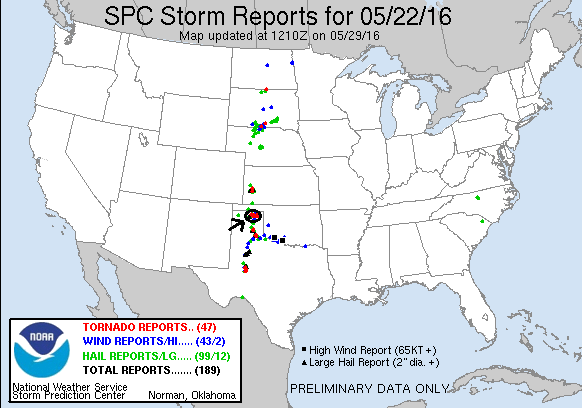 SPC Storm Reports for 05/22/16
Map updated at 1210Z on 05/29/16
NOAA
TORNADO REPORTS.. (47)
WIND REPORTS/HI..... (43/2)
HAIL REPORTS/LG..... (99/12)
TOTAL REPORTS....... (189)
National Weather Service
Storm Prediction Center Norman, Oklahoma
High Wind Report (65KT +)
Large Hail Report (2" dia. +)
PRELIMINARY DATA ONLY